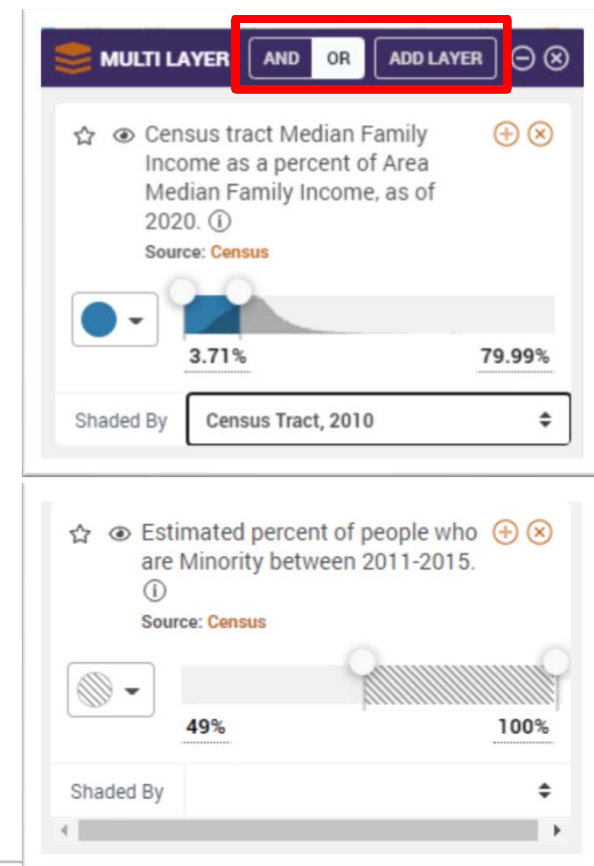 MULTI LAYER AND OR ADD LAYER
Census tract Median Family
Income as a percent of Area
Median Family Income, as of
2020.
Source: Census
3.71% 79.99%
Shaded By Census Tract, 2010
Estimated percent of people who
are Minority between 2011-2015.
Source: Census
49% 100%
Shaded By